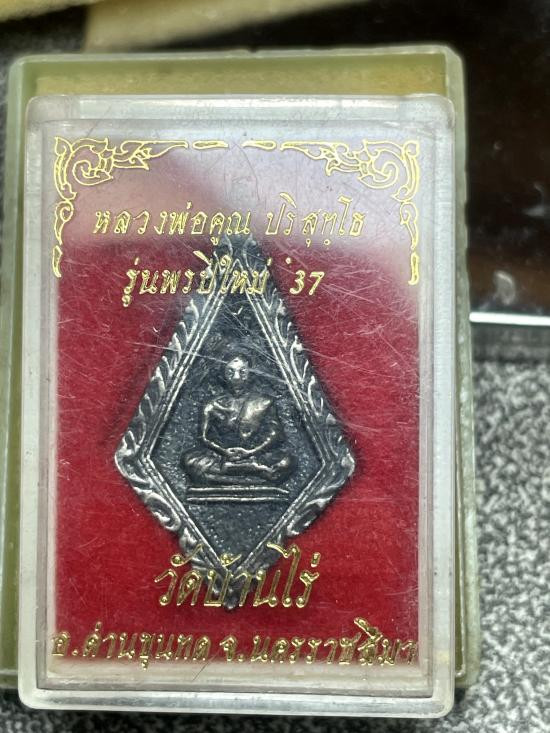 หลวงพ่อคูณ ปริสุทฺโธ
รุ่นพรปีใหม่ '37
วัดบ้านไร่
อ.ด่านขุนทด จ.นครราชสีมา